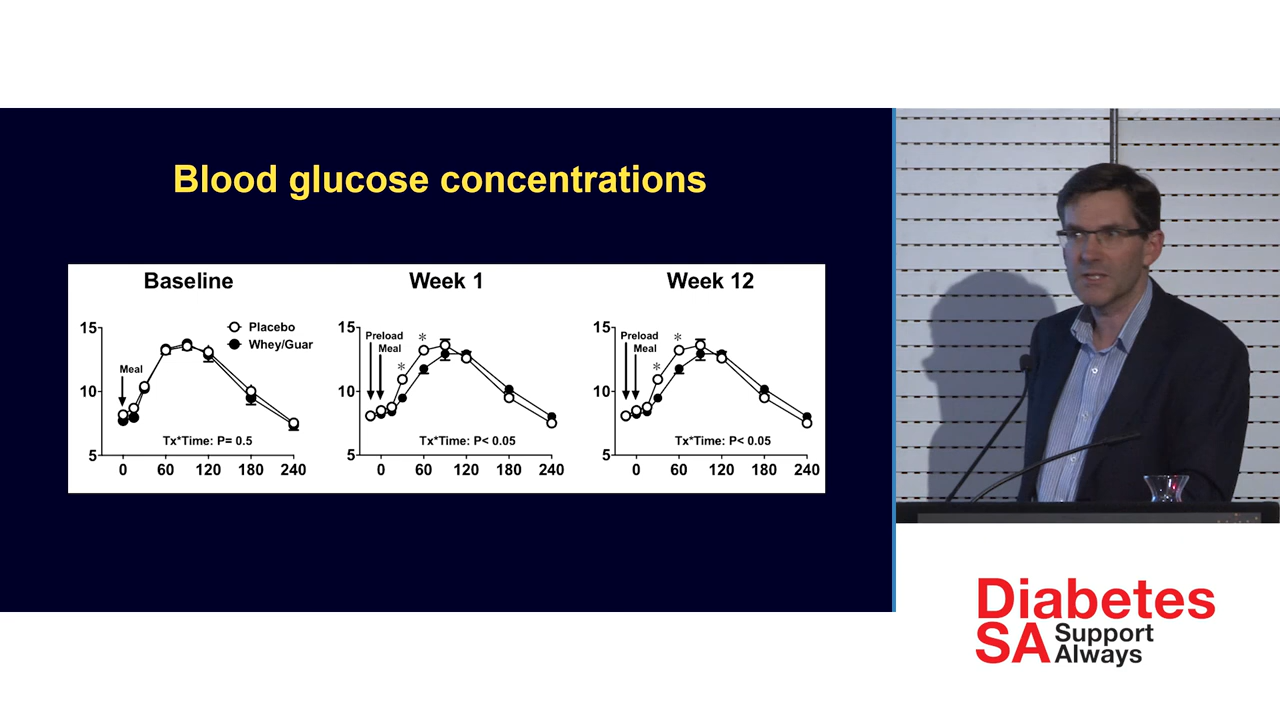 Blood glucose concentrations
Baseline
Week 1
Week 12
15
10
5
Meal
Placebo
Whey/Guar
Tx*Time: P= 0.5
0 60 120 180 240
15
10
5
Preload
Meal
*
*
Tx*Time: P< 0.05
0 60 120 180 240
15
10
5
Preload
Meal
*
*
Tx*Time: P< 0.05
0 60 120 180 240
Diabetes
SA Support
Always